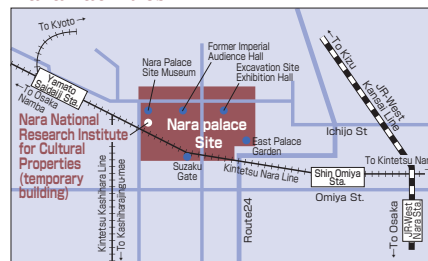 To Kyoto
Yamato
Saidaiji Sta.
To Osaka
Namba
Nara Palace
Site Museum
Former Imperial
Audience Hall
Excavation Site
Exhibition Hall
To Kizu
JR-West
Kansai Line
Nara National
Research Institute
for Cultural
Properties
(temporary
building)
Nara palace
Site
Ichijo St
East Palace
Garden
Suzaku
Gate
Kintetsu Nara Line
To Kintetsu Nar
Shin Omiya
Sta.
Omiya St.
Kintetsu Kashihara Line
To Kashiharajingu-mae
Route24
To Osaka
JR-West
Nara Sta